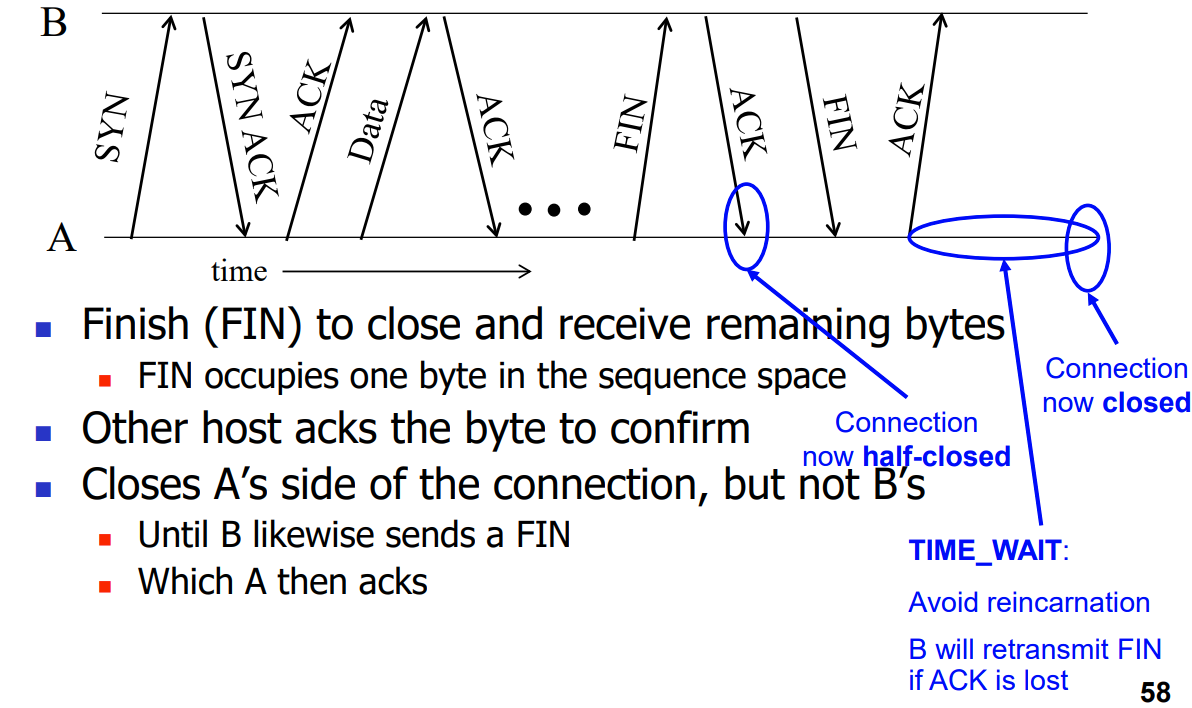 B
SYN
SYN ACK
ACK
Data
ACK
FIN
ACK
FIN
ACK
A
time
Finish (FIN) to close and receive remaining bytes
FIN occupies one byte in the sequence space
Other host acks the byte to confirm
Closes A's side of the connection, but not B's
Until B likewise sends a FIN
Which A then acks
Connection
now half-closed
Connection
now closed
TIME_WAIT:
Avoid reincarnation
B will retransmit FIN
if ACK is lost
58